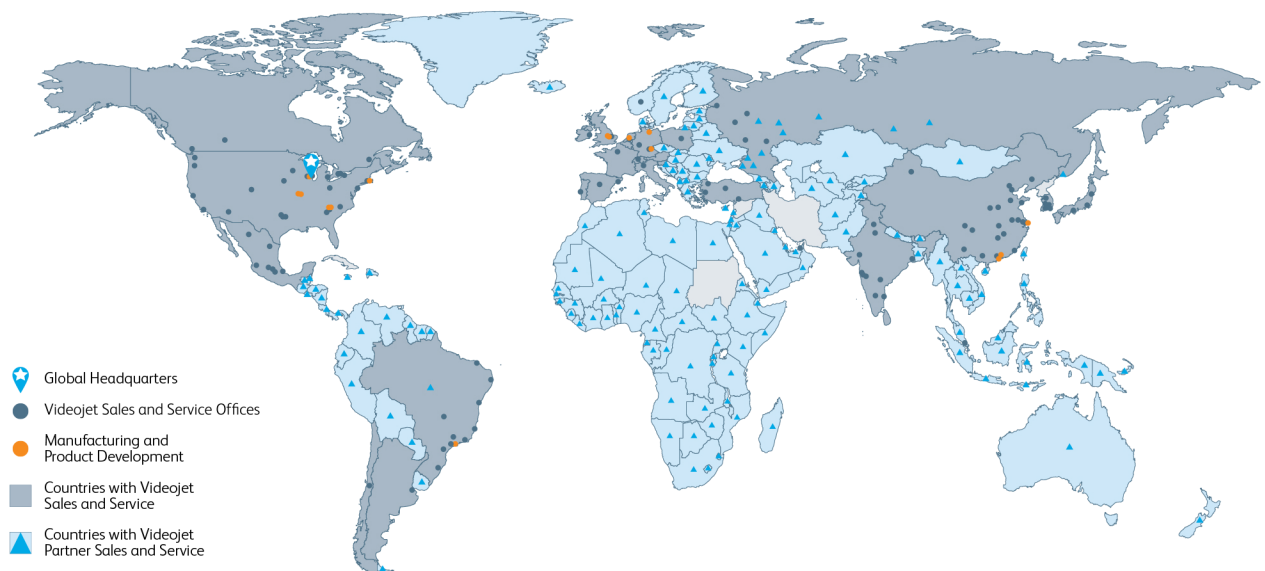 Global Headquarters
Videojet Sales and Service Offices
Manufacturing and
Product Development
Countries with Videojet
Sales and Service
Countries with Videojet
Partner Sales and Service